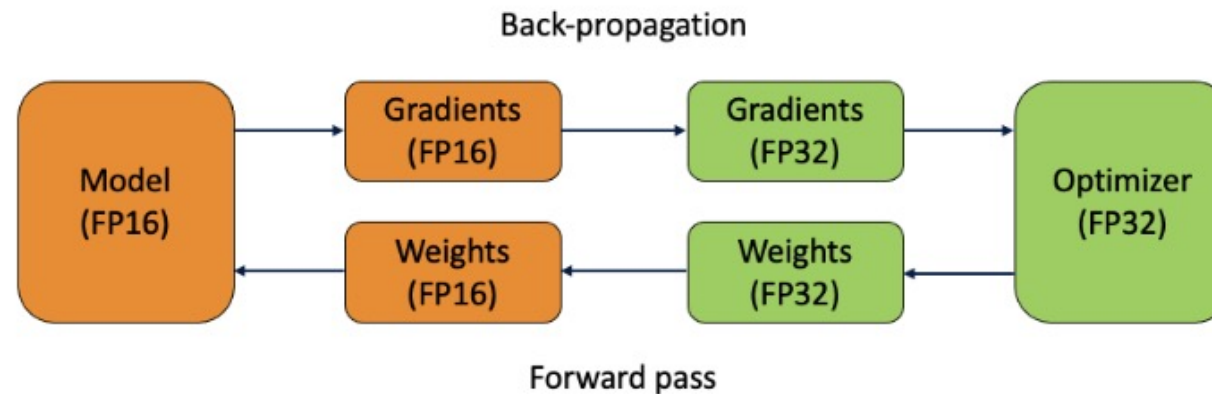 Back-propagation
Model
(FP16)
Gradients
(FP16)
Gradients
(FP32)
Optimizer
(FP32)
Weights
(FP16)
Weights
(FP32)
Forward pass